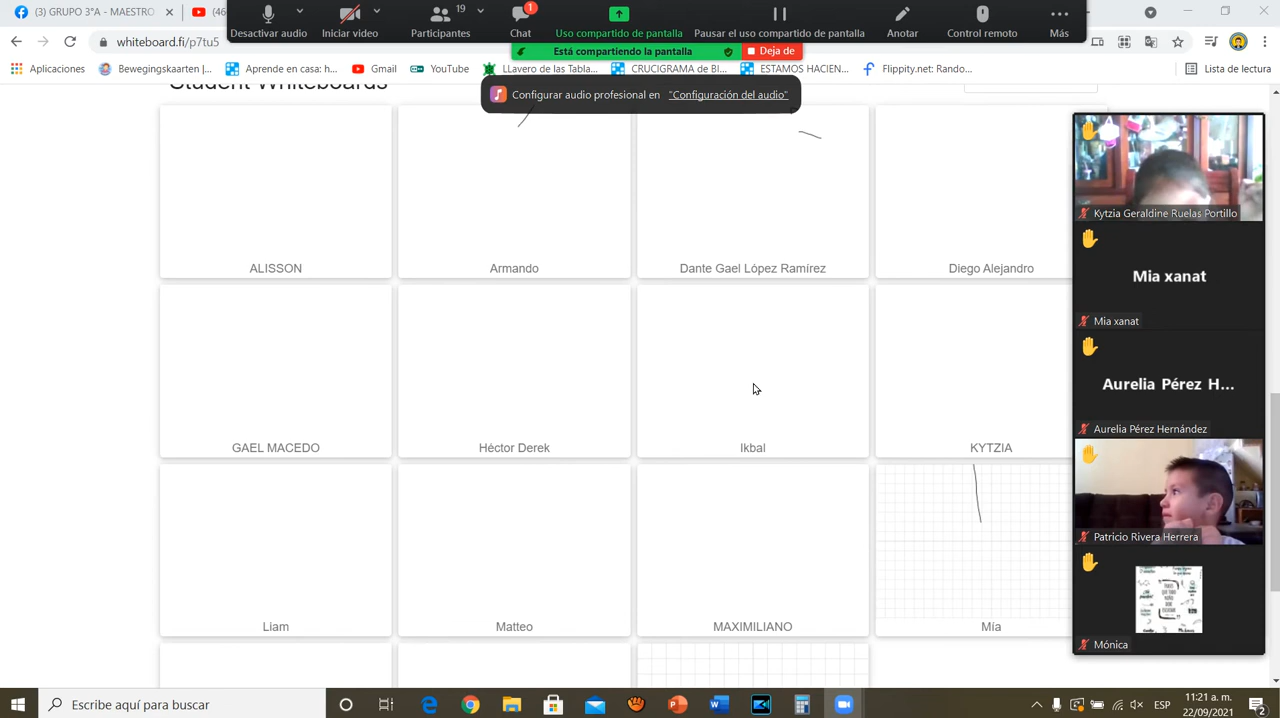 (3) GRUPO 3°A - MAESTRO
(46)
Desactivar audio
Iniciar video
19
Participantes
1
Chat
Uso compartido de pantalla
Pausar el uso compartido de pantalla
Anotar
Control remoto
Más
Está compartiendo la pantalla
Deja de
whiteboard.fi/p7tu5
Aplicaciones
Bewegingskaarten |...
Aprende en casa: h...
Gmail
YouTube
LLavero de las Tabla...
CRUCIGRAMA de BI...
ESTAMOS HACIEN...
Flippity.net: Rando...
Lista de lectura
Student Whiteboards
Configurar audio profesional en "Configuración del audio"
ALISSON
Armando
Dante Gael López Ramírez
Diego Alejandro
GAEL MACEDO
Héctor Derek
Ikbal
KYTZIA
Liam
Matteo
MAXIMILIANO
Mía
Kytzia Geraldine Ruelas Portillo
Mia xanat
Mia xanat
Aurelia Pérez H...
Aurelia Pérez Hernández
Patricio Rivera Herrera
Mónica
Escribe aquí para buscar
ESP
11:21 a. m.
22/09/2021
2